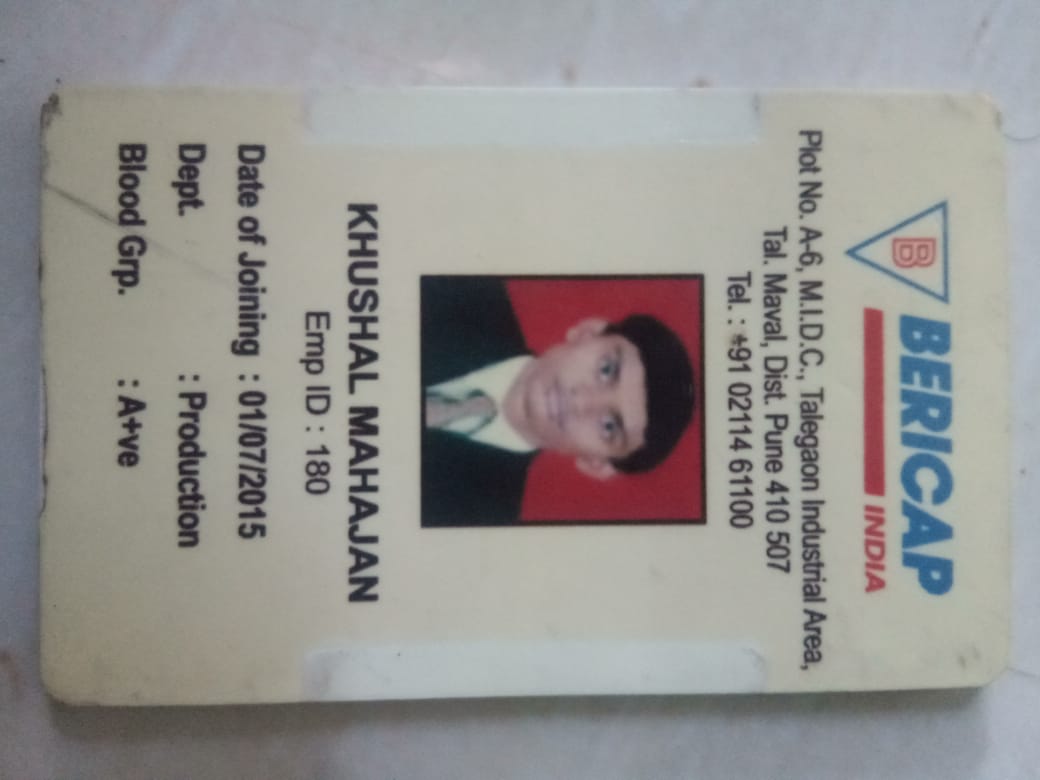 B BERICAP
INDIA
Plot No. A-6, M.I.D.C., Talegaon Industrial Area,
Tal. Maval, Dist. Pune 410 507
Tel. : +91 02114 61100
KHUSHAL MAHAJAN
Emp ID : 180
Date of Joining : 01/07/2015
Dept. : Production
Blood Grp. : A+ve